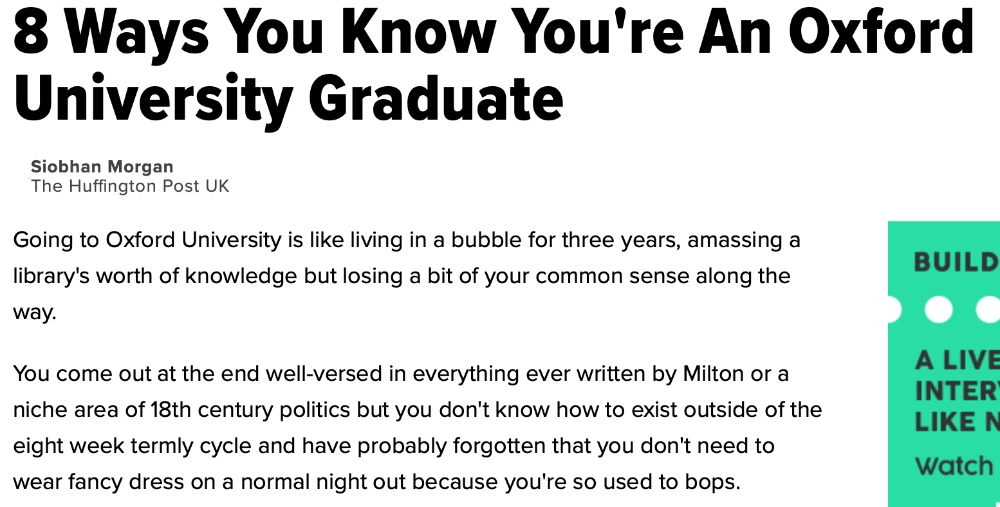 8 Ways You Know You're An Oxford
University Graduate
Siobhan Morgan
The Huffington Post UK
Going to Oxford University is like living in a bubble for three years, amassing a
library's worth of knowledge but losing a bit of your common sense along the
way.
You come out at the end well-versed in everything ever written by Milton or a
niche area of 18th century politics but you don't know how to exist outside of the
eight week termly cycle and have probably forgotten that you don't need to
wear fancy dress on a normal night out because you're so used to bops.
BUILD
A LIVE
LIKE
Watch